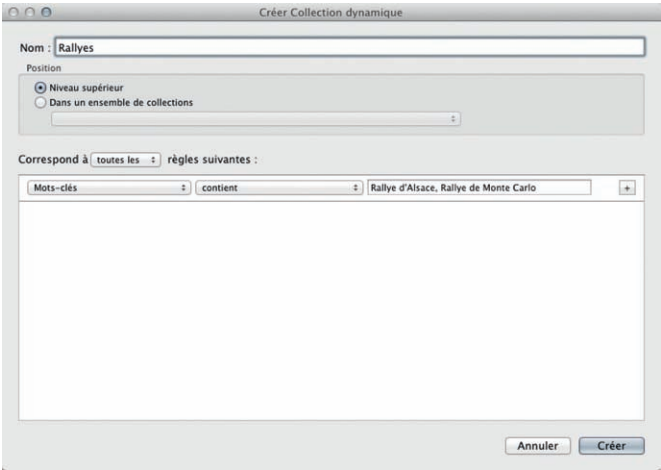 Créer Collection dynamique
Nom : Rallyes
Position
Niveau supérieur
Dans un ensemble de collections
Correspond à toutes les règles suivantes :
Mots-clés contient Rallye d'Alsace, Rallye de Monte Carlo +
Annuler Créer